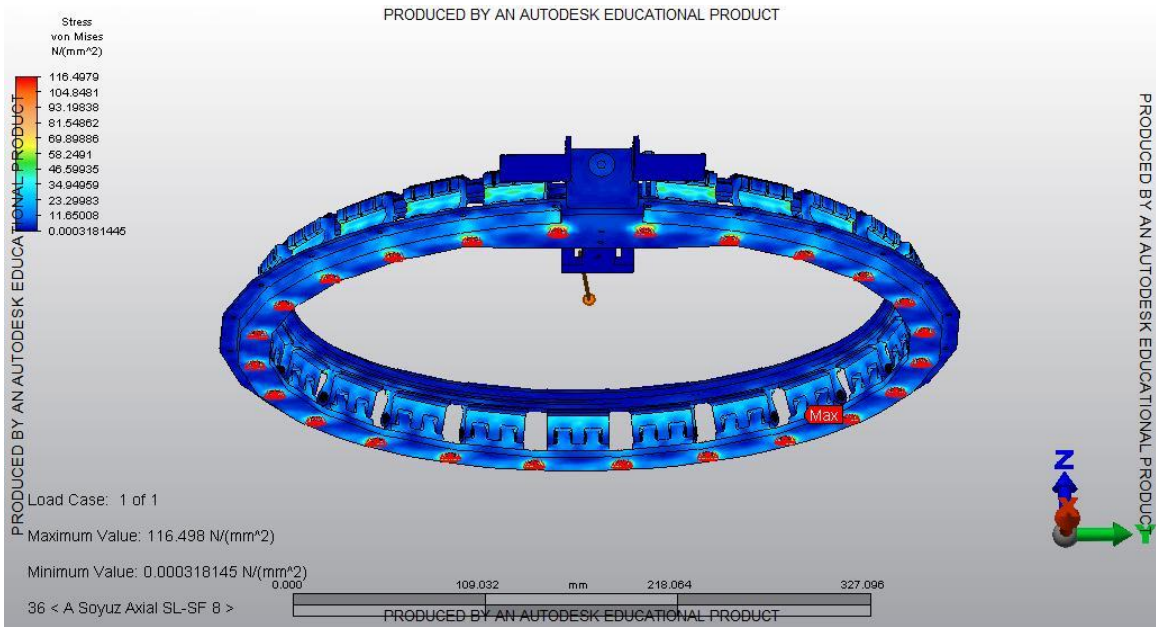 PRODUCED BY AN AUTODESK EDUCATIONAL PRODUCT
Stress
von Mises
N/(mm^2)
116.4979
104.8481
93.19838
81.54862
69.89886
58.2491
46.59935
34.94959
23.29983
11.65008
0.0003181445
PRODUCED BY AN AUTODESK EDUCATIONAL PRODUCT
PRODUCED BY AN AUTODESK EDUCATIONAL PRODUCT
Max
Z
X
Y
Load Case: 1 of 1
Maximum Value: 116.498 N/(mm^2)
Minimum Value: 0.000318145 N/(mm^2)
0.000 109.032 mm 218.064 327.096
36 < A Soyuz Axial SL-SF 8 >
PRODUCED BY AN AUTODESK EDUCATIONAL PRODUCT